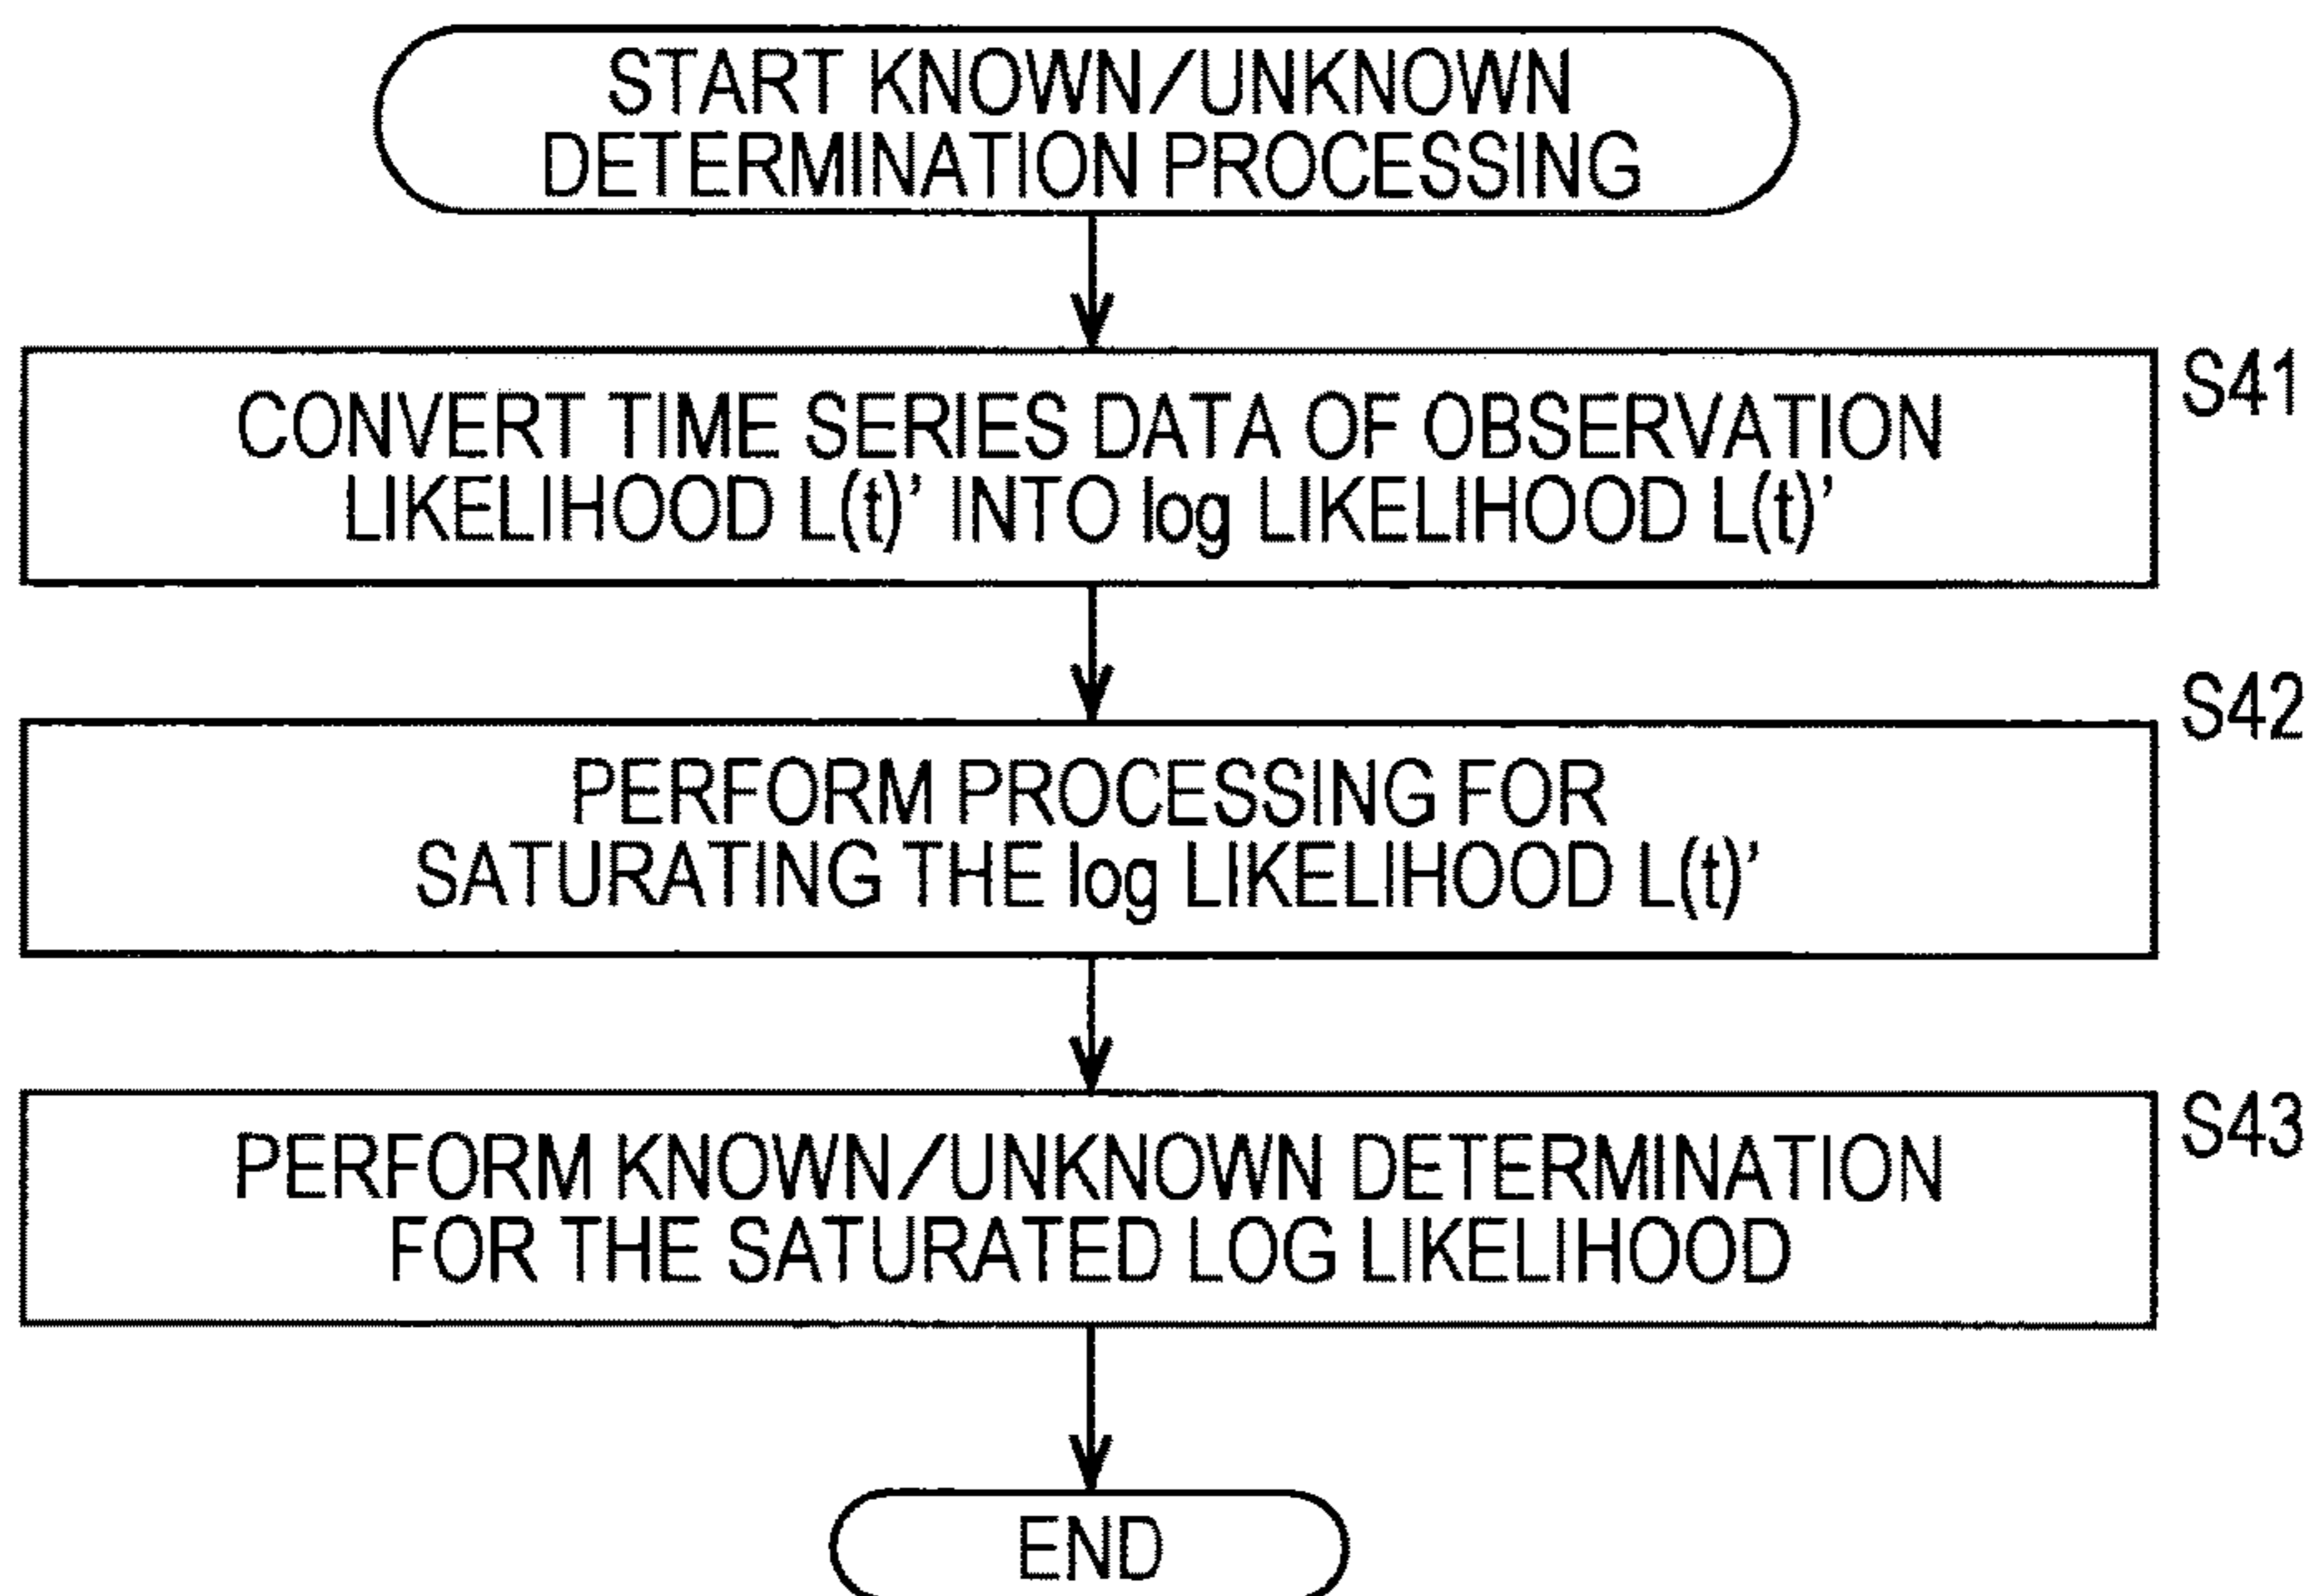 START KNOWN/UNKNOWN
DETERMINATION PROCESSING
S41
CONVERT TIME SERIES DATA OF OBSERVATION
LIKELIHOOD L(t)’ INTO log LIKELIHOOD L(t)’
S42
PERFORM PROCESSING FOR
SATURATING THE log LIKELIHOOD L(t)’
S43
PERFORM KNOWN/UNKNOWN DETERMINATION
FOR THE SATURATED LOG LIKELIHOOD
END